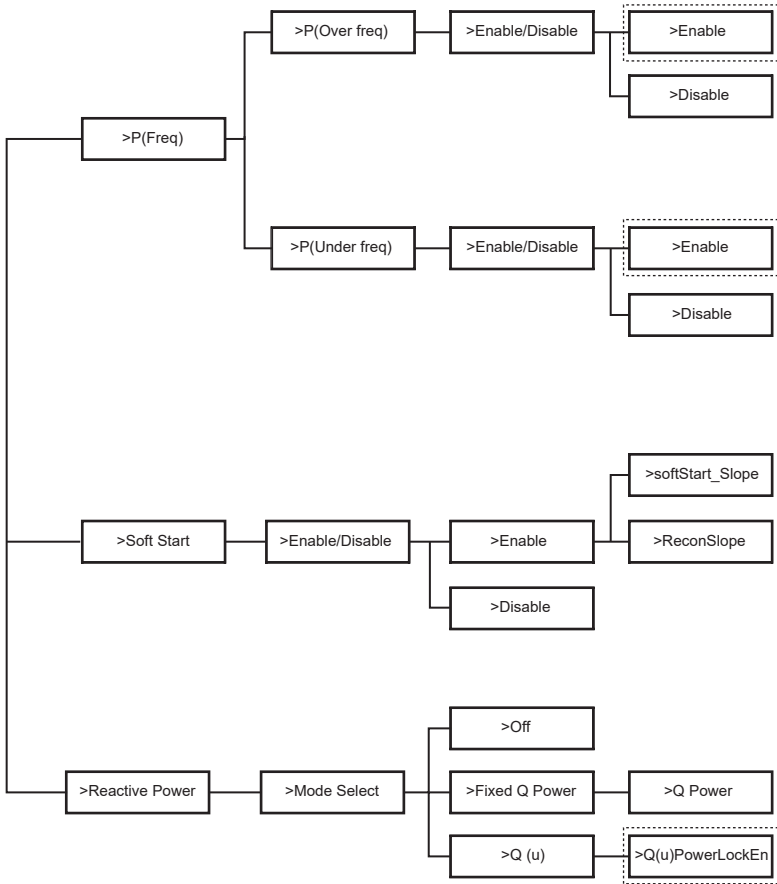 >P(Over freq) >Enable/Disable >Enable
>Disable
>P(Freq)
>P(Under freq) >Enable/Disable >Enable
>Disable
>softStart_Slope
>Soft Start >Enable/Disable >Enable >ReconSlope
>Disable
>Off
>Reactive Power >Mode Select >Fixed Q Power >Q Power
>Q (u) >Q(u)PowerLockEn